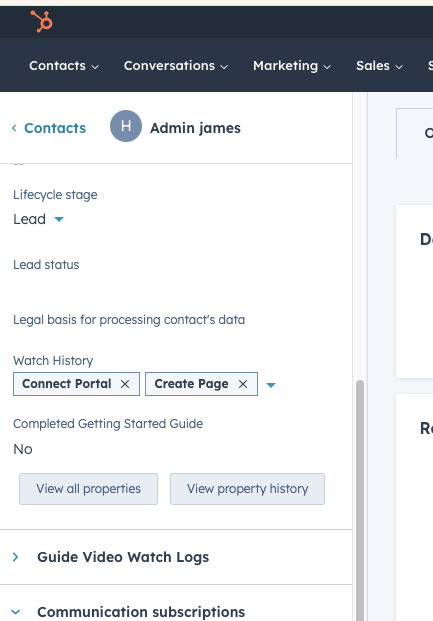 Contacts Conversations Marketing Sales
Contacts H Admin james
Lifecycle stage
Lead
Lead status
Legal basis for processing contact's data
Watch History
Connect Portal × Create Page ×
Completed Getting Started Guide
No
View all properties View property history
Guide Video Watch Logs
Communication subscriptions